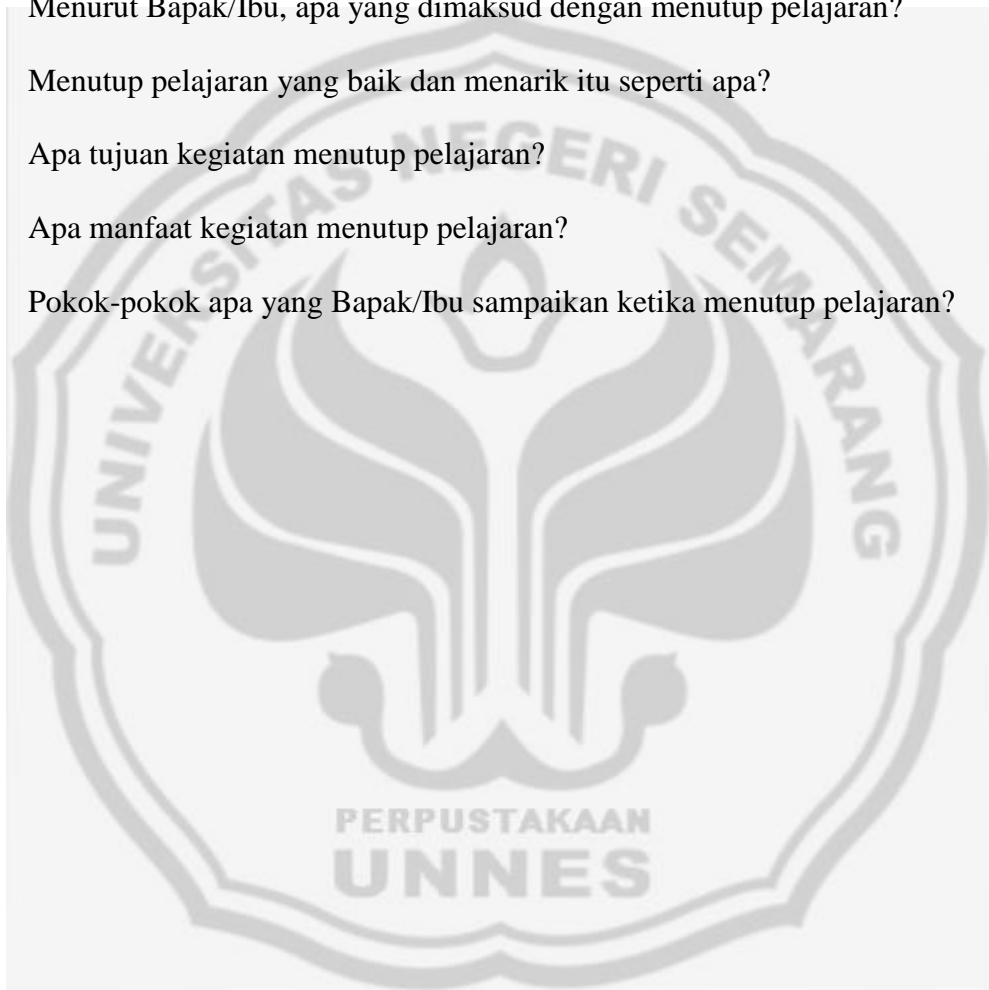 Menurut Bapak/Ibu, apa yang dimaksud dengan menutup pelajaran?
Menutup pelajaran yang baik dan menarik itu seperti apa?
Apa tujuan kegiatan menutup pelajaran?
Apa manfaat kegiatan menutup pelajaran?
Pokok-pokok apa yang Bapak/Ibu sampaikan ketika menutup pelajaran?
UNIVERSITAS NEGERI SEMARANG
PERPUSTAKAAN
UNNES